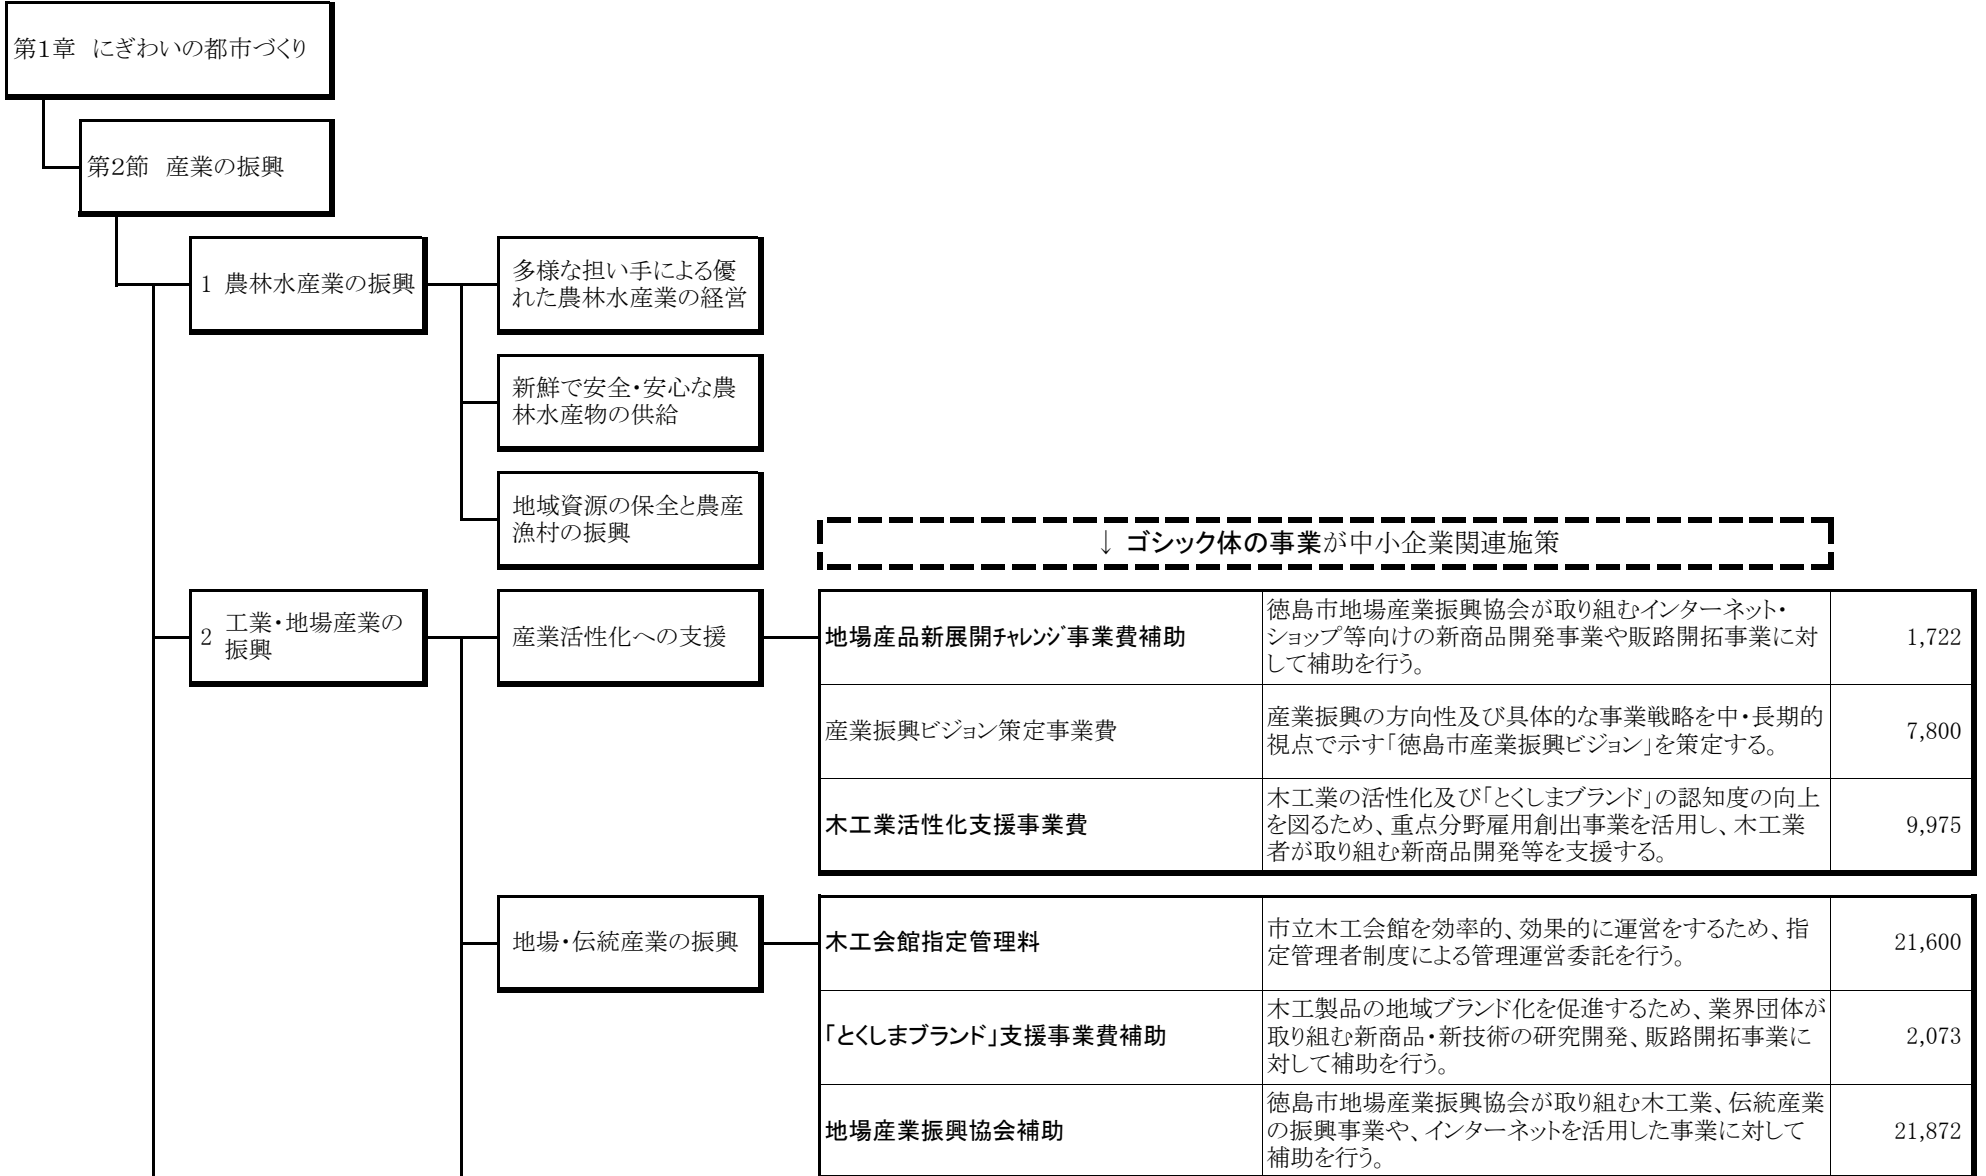 第1章 にぎわいの都市づくり
第2節 産業の振興
1 農林水産業の振興
多様な担い手による優
れた農林水産業の経営
新鮮で安全・安心な農
林水産物の供給
地域資源の保全と農産
漁村の振興
↓ ゴシック体の事業が中小企業関連施策
2 工業・地場産業の
振興
産業活性化への支援
地場産品新展開ﾁｬﾚﾝｼﾞ事業費補助
徳島市地場産業振興協会が取り組むインターネット・
ショップ等向けの新商品開発事業や販路開拓事業に対
して補助を行う。
1,722
産業振興ビジョン策定事業費
産業振興の方向性及び具体的な事業戦略を中・長期的
視点で示す「徳島市産業振興ビジョン」を策定する。
7,800
木工業活性化支援事業費
木工業の活性化及び「とくしまブランド」の認知度の向上
を図るため、重点分野雇用創出事業を活用し、木工業
者が取り組む新商品開発等を支援する。
9,975
地場・伝統産業の振興
木工会館指定管理料
市立木工会館を効率的、効果的に運営をするため、指
定管理者制度による管理運営委託を行う。
21,600
「とくしまブランド」支援事業費補助
木工製品の地域ブランド化を促進するため、業界団体が
取り組む新商品・新技術の研究開発、販路開拓事業に
対して補助を行う。
2,073
地場産業振興協会補助
徳島市地場産業振興協会が取り組む木工業、伝統産業
の振興事業や、インターネットを活用した事業に対して
補助を行う。
21,872